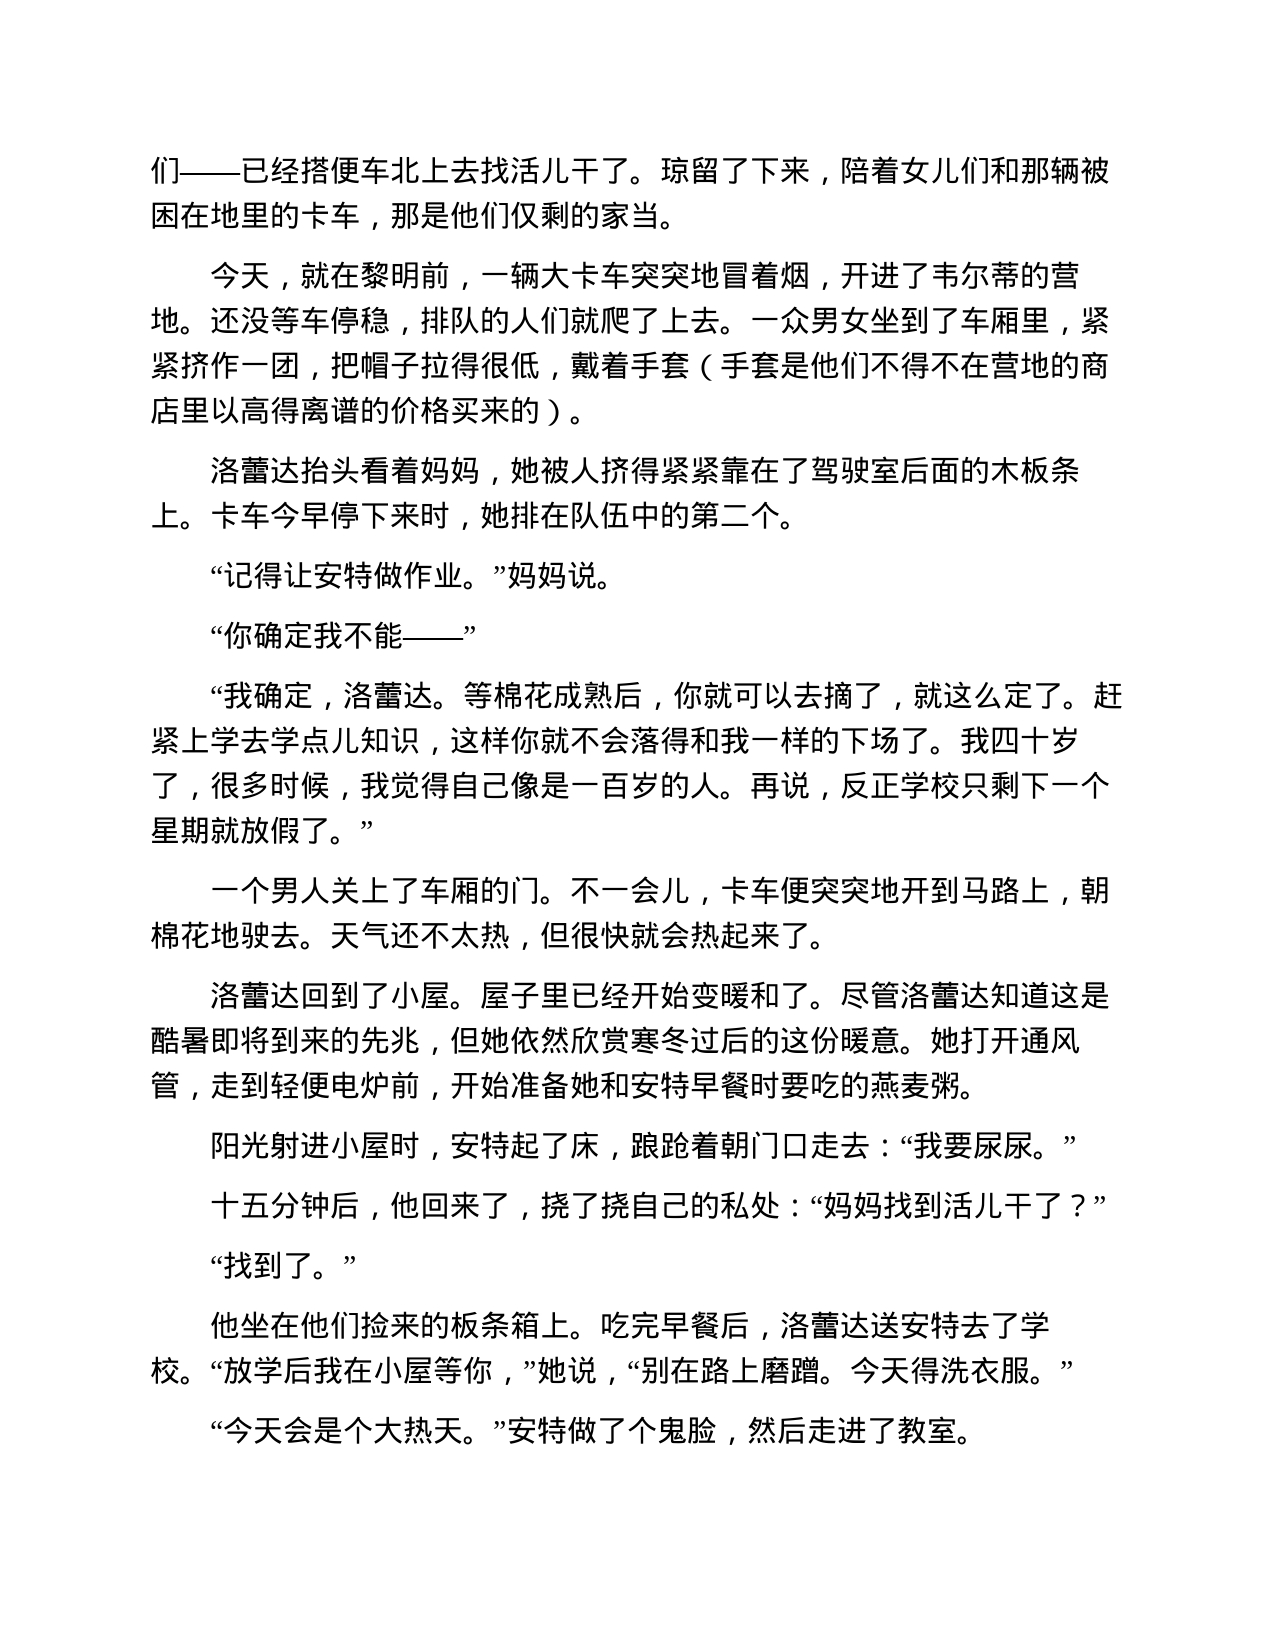 们——已经搭便车北上去找活儿干了。琼留了下来，陪着女儿们和那辆被
困在地里的卡车，那是他们仅剩的家当。
今天，就在黎明前，一辆大卡车突突地冒着烟，开进了韦尔蒂的营
地。还没等车停稳，排队的人们就爬了上去。一众男女坐到了车厢里，紧
紧挤作一团，把帽子拉得很低，戴着手套（手套是他们不得不在营地的商
店里以高得离谱的价格买来的）。
洛蕾达抬头看着妈妈，她被人挤得紧紧靠在了驾驶室后面的木板条
上。卡车今早停下来时，她排在队伍中的第二个。
“记得让安特做作业。”妈妈说。
“你确定我不能——”
“我确定，洛蕾达。等棉花成熟后，你就可以去摘了，就这么定了。赶
紧上学去学点儿知识，这样你就不会落得和我一样的下场了。我四十岁
了，很多时候，我觉得自己像是一百岁的人。再说，反正学校只剩下一个
星期就放假了。”
一个男人关上了车厢的门。不一会儿，卡车便突突地开到马路上，朝
棉花地驶去。天气还不太热，但很快就会热起来了。
洛蕾达回到了小屋。屋子里已经开始变暖和了。尽管洛蕾达知道这是
酷暑即将到来的先兆，但她依然欣赏寒冬过后的这份暖意。她打开通风
管，走到轻便电炉前，开始准备她和安特早餐时要吃的燕麦粥。
阳光射进小屋时，安特起了床，踉跄着朝门口走去：“我要尿尿。”
十五分钟后，他回来了，挠了挠自己的私处：“妈妈找到活儿干了？”
“找到了。”
他坐在他们捡来的板条箱上。吃完早餐后，洛蕾达送安特去了学
校。“放学后我在小屋等你，”她说，“别在路上磨蹭。今天得洗衣服。”
“今天会是个大热天。”安特做了个鬼脸，然后走进了教室。